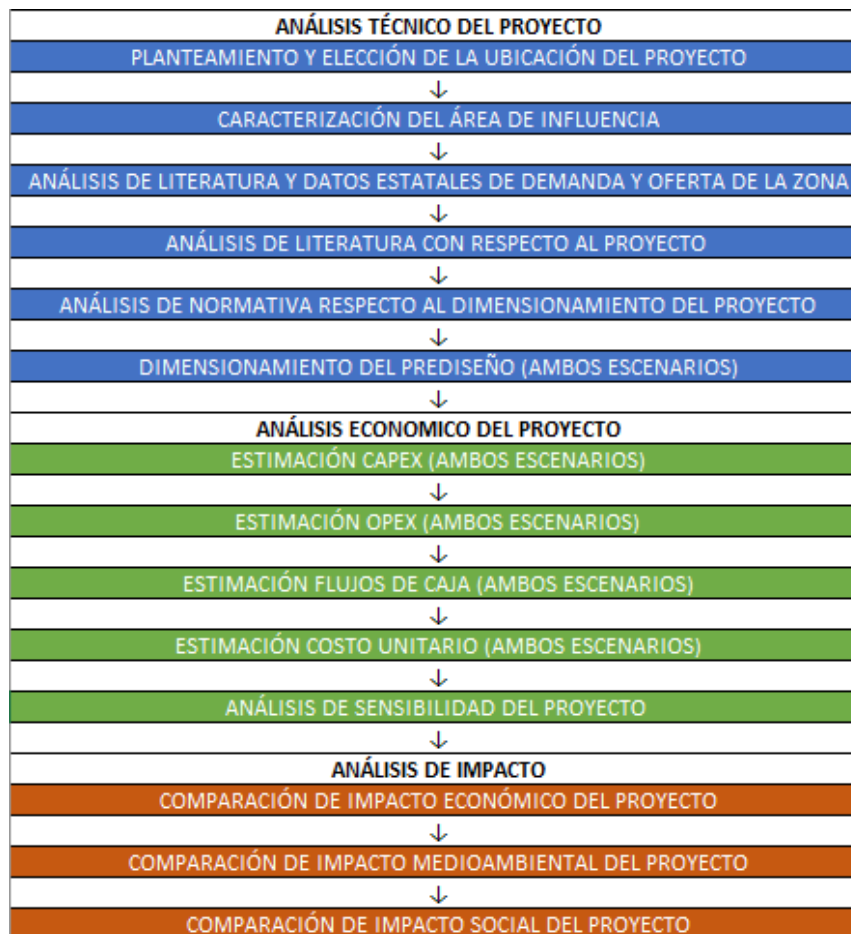 ANÁLISIS TÉCNICO DEL PROYECTO
PLANTEAMIENTO Y ELECCIÓN DE LA UBICACIÓN DEL PROYECTO
↓
CARACTERIZACIÓN DEL ÁREA DE INFLUENCIA
↓
ANÁLISIS DE LITERATURA Y DATOS ESTATALES DE DEMANDA Y OFERTA DE LA ZONA
↓
ANÁLISIS DE LITERATURA CON RESPECTO AL PROYECTO
↓
ANÁLISIS DE NORMATIVA RESPECTO AL DIMENSIONAMIENTO DEL PROYECTO
↓
DIMENSIONAMIENTO DEL PREDISEÑO (AMBOS ESCENARIOS)
↓
ANÁLISIS ECONOMICO DEL PROYECTO
ESTIMACIÓN CAPEX (AMBOS ESCENARIOS)
↓
ESTIMACIÓN OPEX (AMBOS ESCENARIOS)
↓
ESTIMACIÓN FLUJOS DE CAJA (AMBOS ESCENARIOS)
↓
ESTIMACIÓN COSTO UNITARIO (AMBOS ESCENARIOS)
↓
ANÁLISIS DE SENSIBILIDAD DEL PROYECTO
↓
ANÁLISIS DE IMPACTO
COMPARACIÓN DE IMPACTO ECONÓMICO DEL PROYECTO
↓
COMPARACIÓN DE IMPACTO MEDIOAMBIENTAL DEL PROYECTO
↓
COMPARACIÓN DE IMPACTO SOCIAL DEL PROYECTO